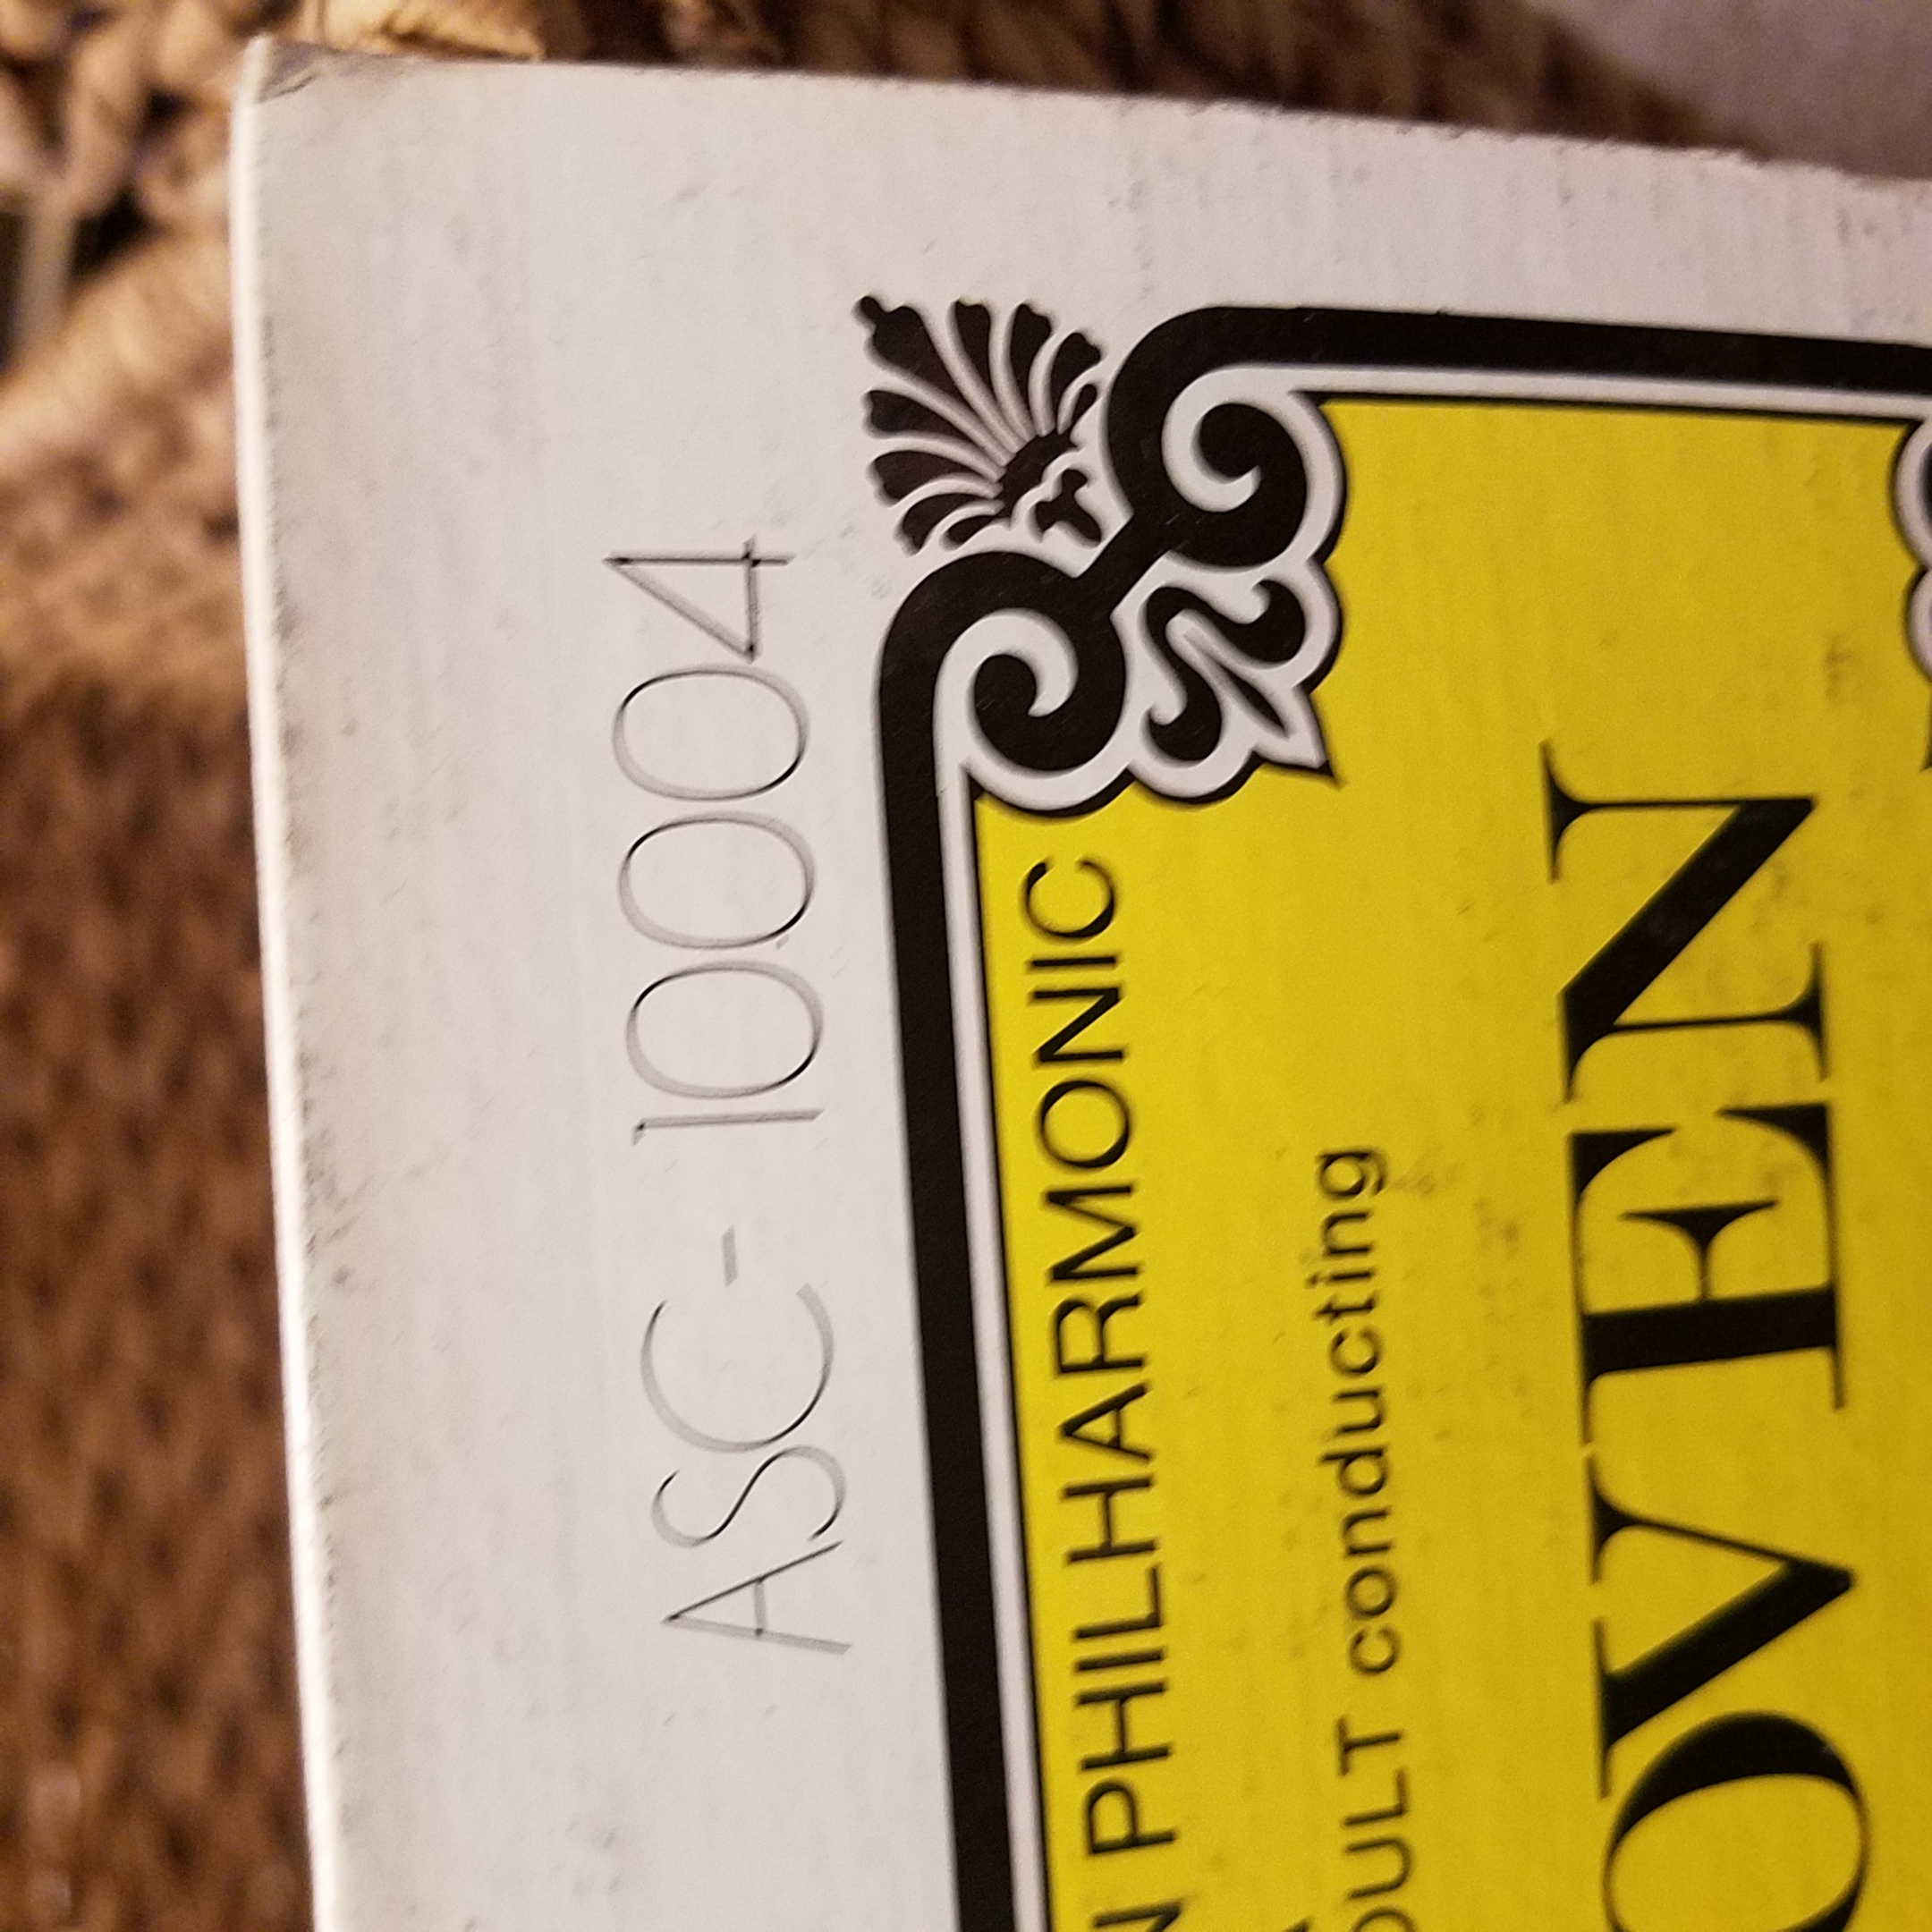 ASC-10004
N PHILHARMONIC
OULT conducting
OVEN